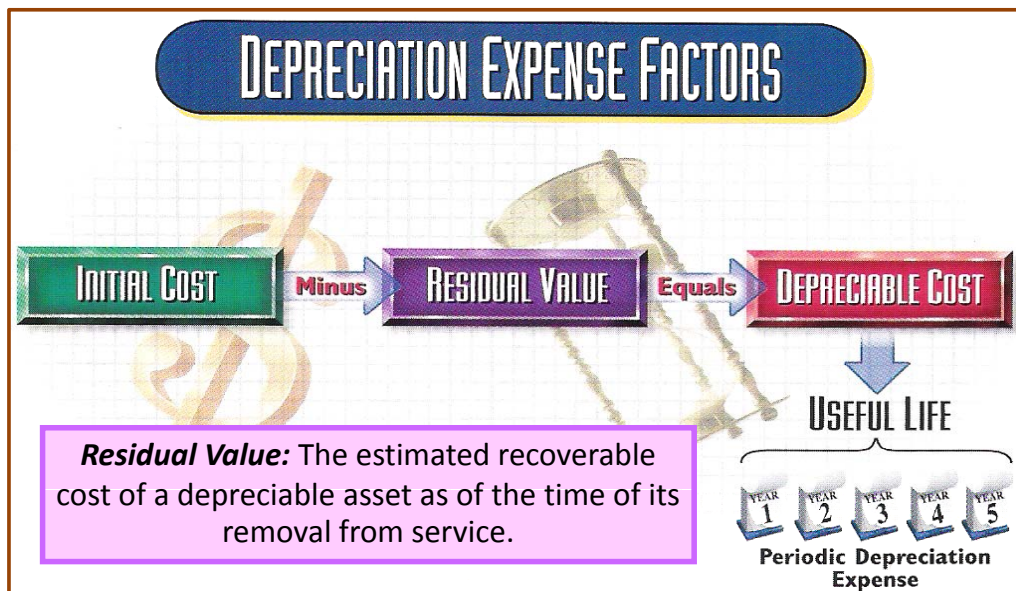 DEPRECIATION EXPENSE FACTORS
INITIAL COST
Minus
RESIDUAL VALUE
Equals
DEPRECIABLE COST
USEFUL LIFE
Residual Value: The estimated recoverable
cost of a depreciable asset as of the time of its
removal from service.
YEAR 1 YEAR 2 YEAR 3 YEAR 4 YEAR 5
Periodic Depreciation
Expense